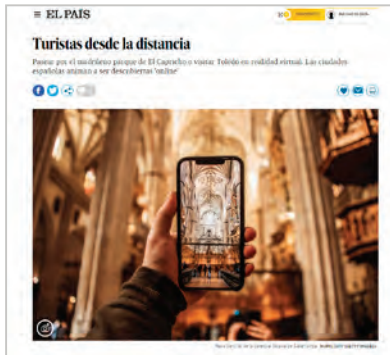 EL PAÍS
Turistas desde la distancia
Pasear por el madrileño parque de El Capricho o visitar Toledo en realidad virtual. Las ciudades
españolas animan a ser descubiertas 'online'